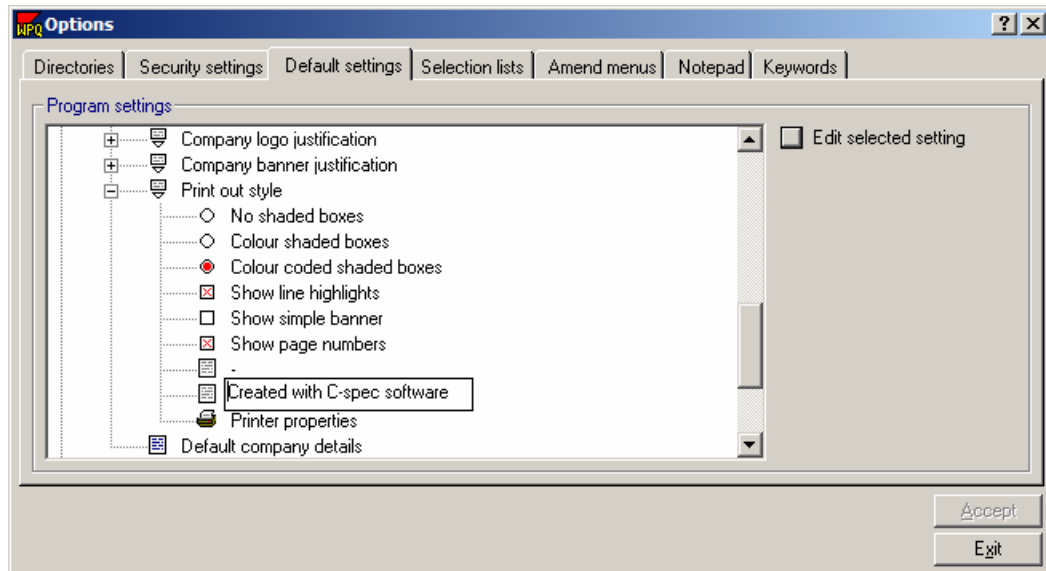 WPQ Options
Directories Security settings Default settings Selection lists Amend menus Notepad Keywords
Program settings
Company logo justification
Edit selected setting
Company banner justification
Print out style
No shaded boxes
Colour shaded boxes
Colour coded shaded boxes
Show line highlights
Show simple banner
Show page numbers
-
Created with C-spec software
Printer properties
Default company details
Accept
Exit